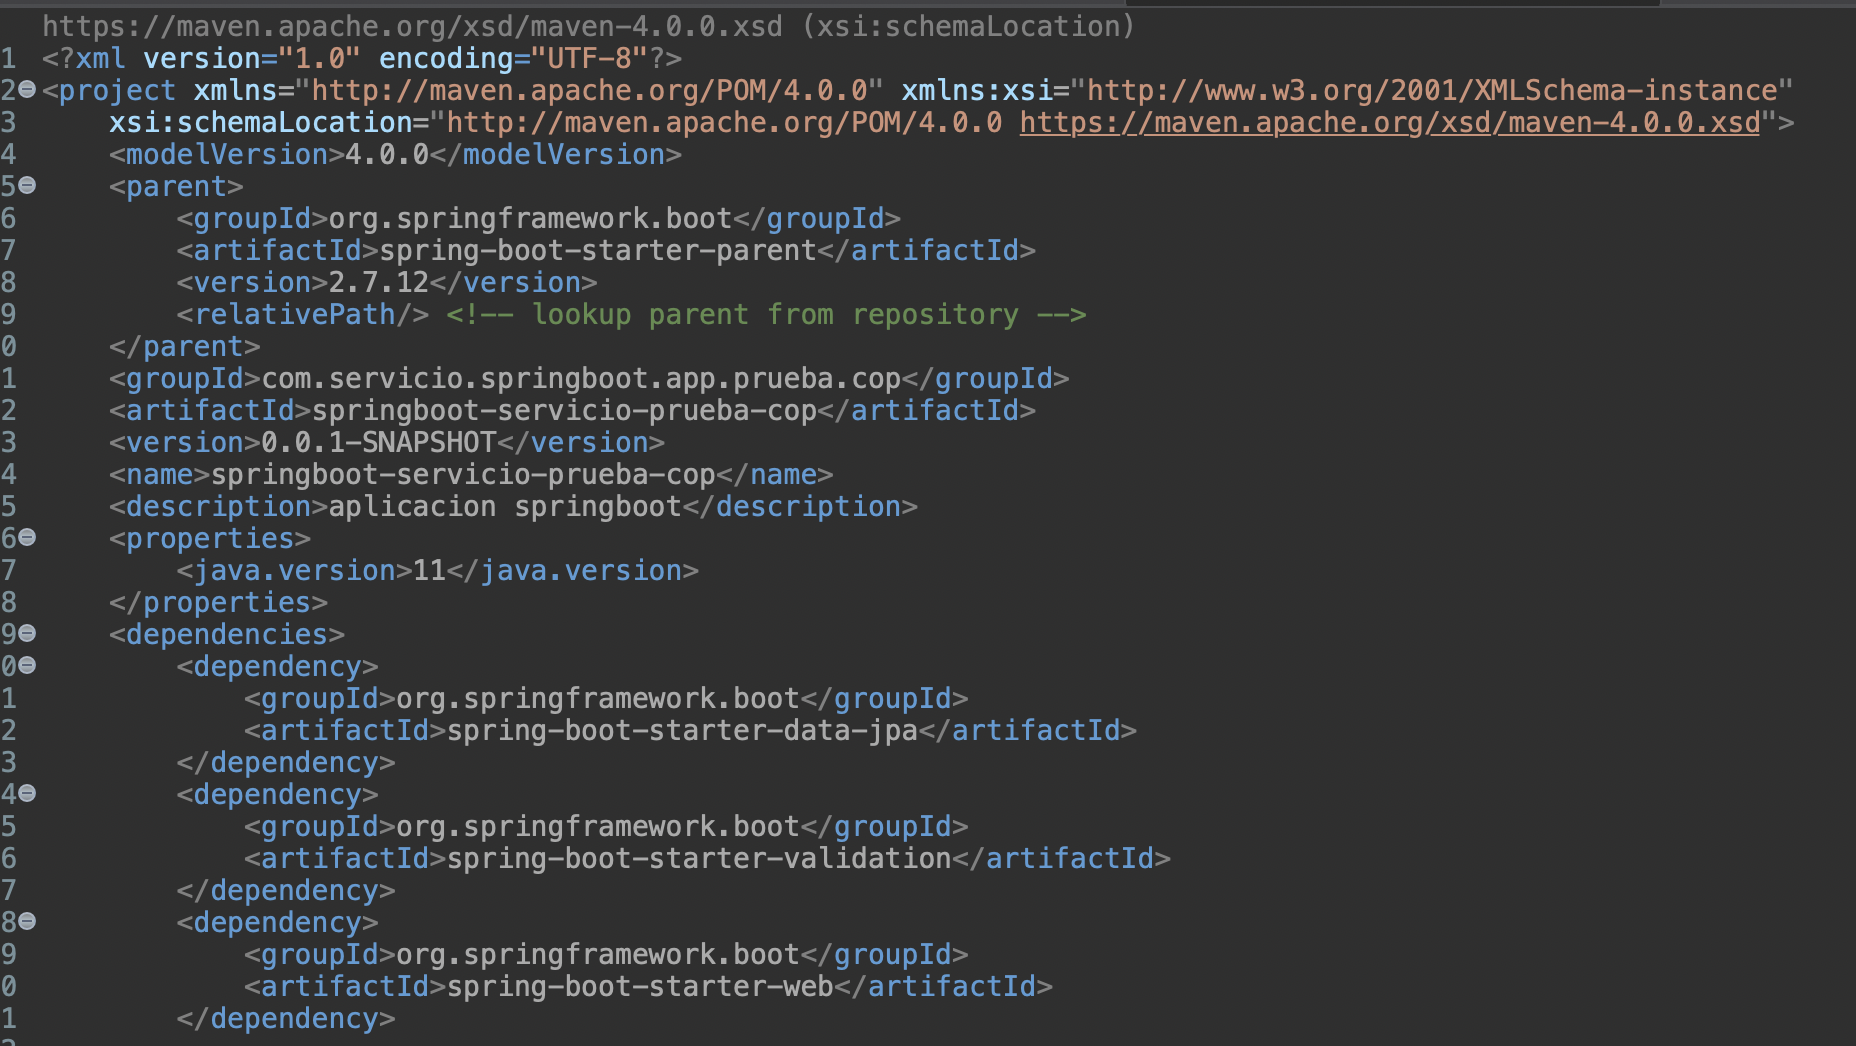 https://maven.apache.org/xsd/maven-4.0.0.xsd (xsi:schemaLocation)
1 <?xml version="1.0" encoding="UTF-8"?>
2 <project xmlns="http://maven.apache.org/POM/4.0.0" xmlns:xsi="http://www.w3.org/2001/XMLSchema-instance"
3     xsi:schemaLocation="http://maven.apache.org/POM/4.0.0 https://maven.apache.org/xsd/maven-4.0.0.xsd">
4     <modelVersion>4.0.0</modelVersion>
5     <parent>
6         <groupId>org.springframework.boot</groupId>
7         <artifactId>spring-boot-starter-parent</artifactId>
8         <version>2.7.12</version>
9         <relativePath/> <!-- lookup parent from repository -->
0     </parent>
1     <groupId>com.servicio.springboot.app.prueba.cop</groupId>
2     <artifactId>springboot-servicio-prueba-cop</artifactId>
3     <version>0.0.1-SNAPSHOT</version>
4     <name>springboot-servicio-prueba-cop</name>
5     <description>aplicacion springboot</description>
6     <properties>
7         <java.version>11</java.version>
8     </properties>
9     <dependencies>
0         <dependency>
1             <groupId>org.springframework.boot</groupId>
2             <artifactId>spring-boot-starter-data-jpa</artifactId>
3         </dependency>
4         <dependency>
5             <groupId>org.springframework.boot</groupId>
6             <artifactId>spring-boot-starter-validation</artifactId>
7         </dependency>
8         <dependency>
9             <groupId>org.springframework.boot</groupId>
0             <artifactId>spring-boot-starter-web</artifactId>
1         </dependency>